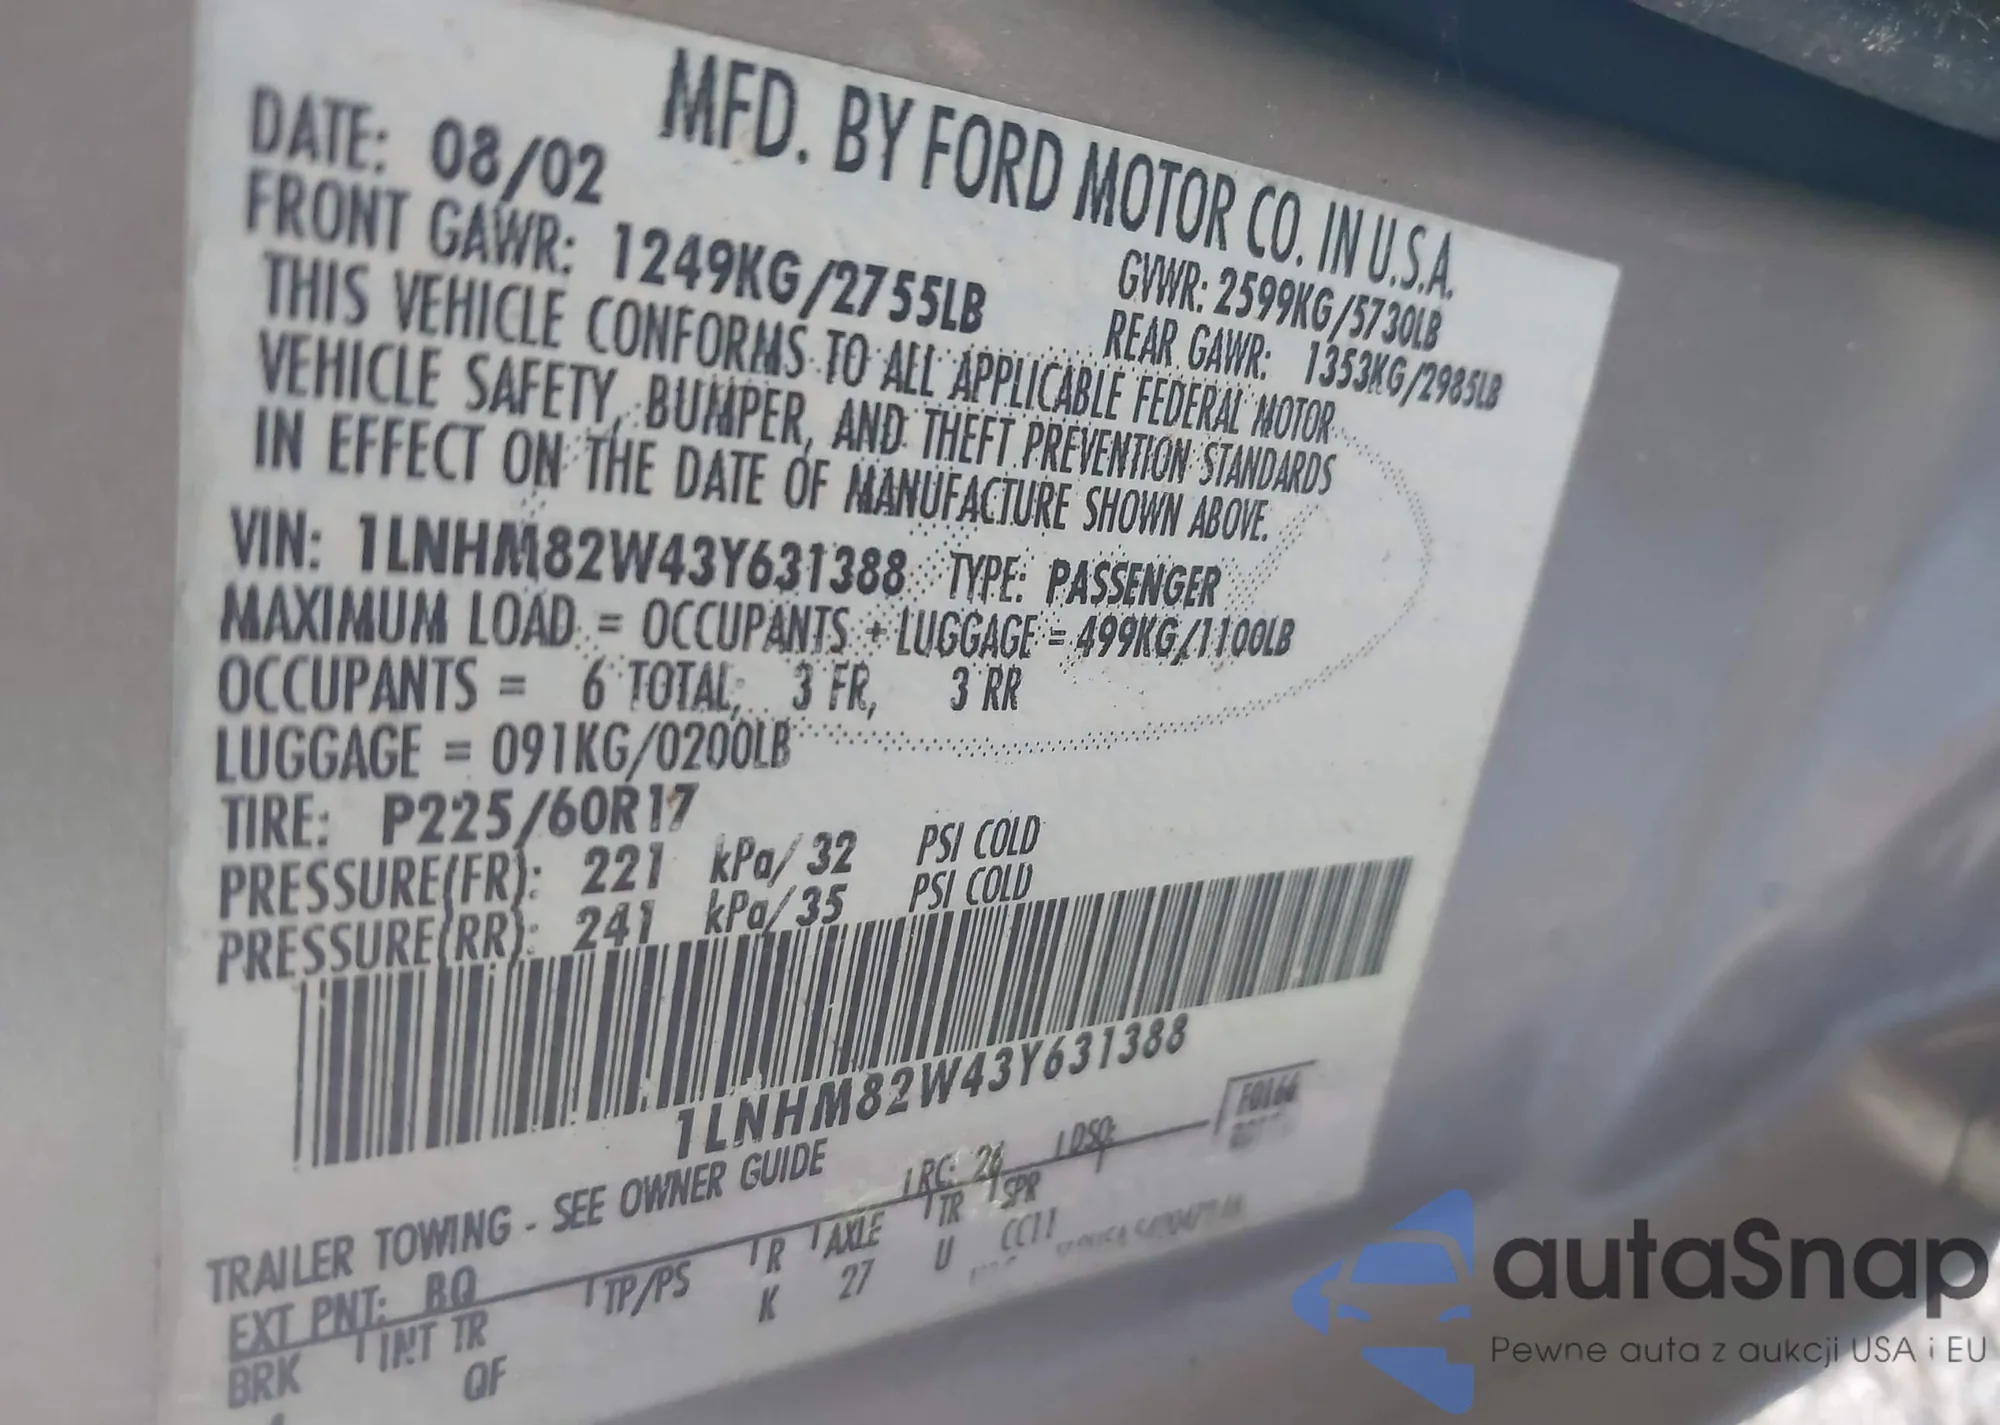 MFD. BY FORD MOTOR CO. IN U.S.A.
DATE: 08/02
GVWR: 2599KG/5730LB
FRONT GAWR: 1249KG/2755LB
REAR GAWR: 1353KG/2985LB
THIS VEHICLE CONFORMS TO ALL APPLICABLE FEDERAL MOTOR
VEHICLE SAFETY, BUMPER, AND THEFT PREVENTION STANDARDS
IN EFFECT ON THE DATE OF MANUFACTURE SHOWN ABOVE.
VIN: 1LNHM82W43Y631388 TYPE: PASSENGER
MAXIMUM LOAD = OCCUPANTS + LUGGAGE = 499KG/1100LB
OCCUPANTS = 6 TOTAL, 3 FR, 3 RR
LUGGAGE = 091KG/0200LB
TIRE: P225/60R17
PRESSURE(FR): 221 kPa/ 32 PSI COLD
PRESSURE(RR): 241 kPa/35 PSI COLD
1LNHM82W43Y631388
TRAILER TOWING - SEE OWNER GUIDE
EXT PNT: BQ RC: 26 DSO:
F0166
BRK INT TR TP/PS R AXLE TR SPR
QF K 27 U CC11
autaSnap
Pewne auta z aukcji USA i EU